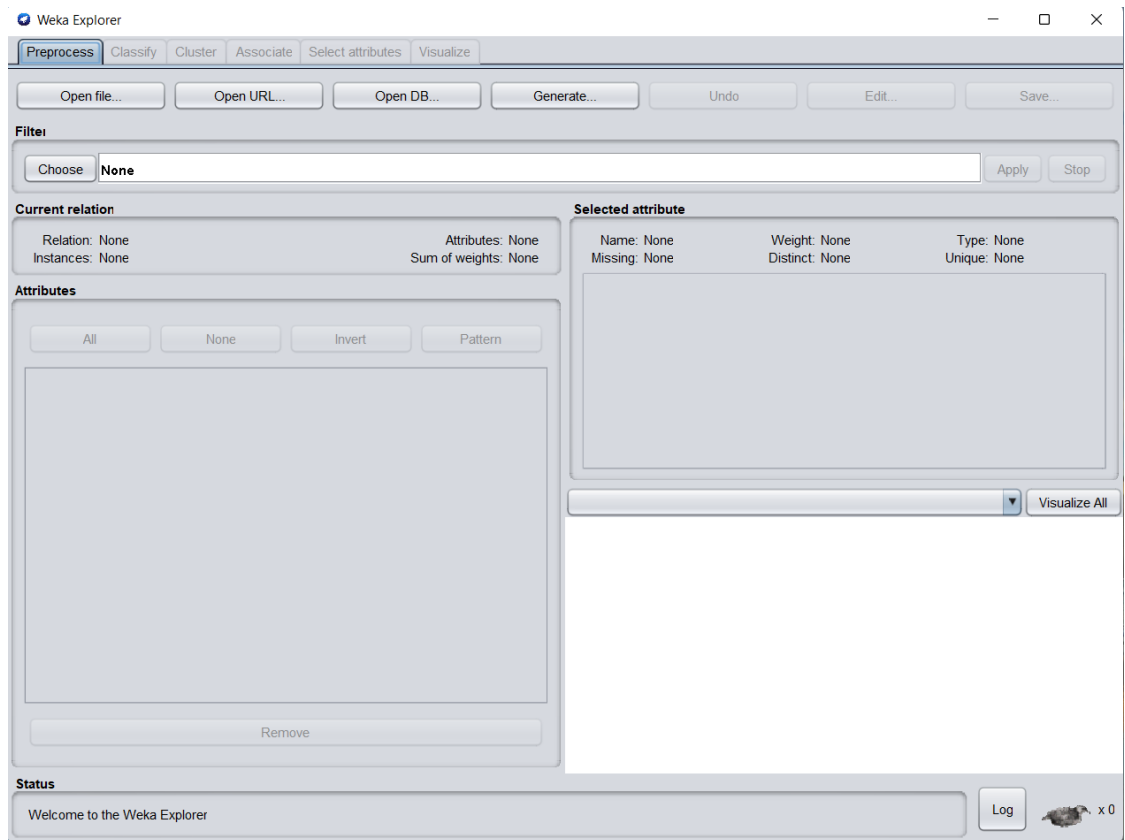 Weka Explorer
Preprocess Classify Cluster Associate Select attributes Visualize
Open file... Open URL... Open DB... Generate... Undo Edit... Save...
Filter
Choose None Apply Stop
Current relation
Relation: None Attributes: None
Instances: None Sum of weights: None
Selected attribute
Name: None Weight: None Type: None
Missing: None Distinct: None Unique: None
Attributes
All None Invert Pattern
Remove
Visualize All
Status
Welcome to the Weka Explorer
Log x 0